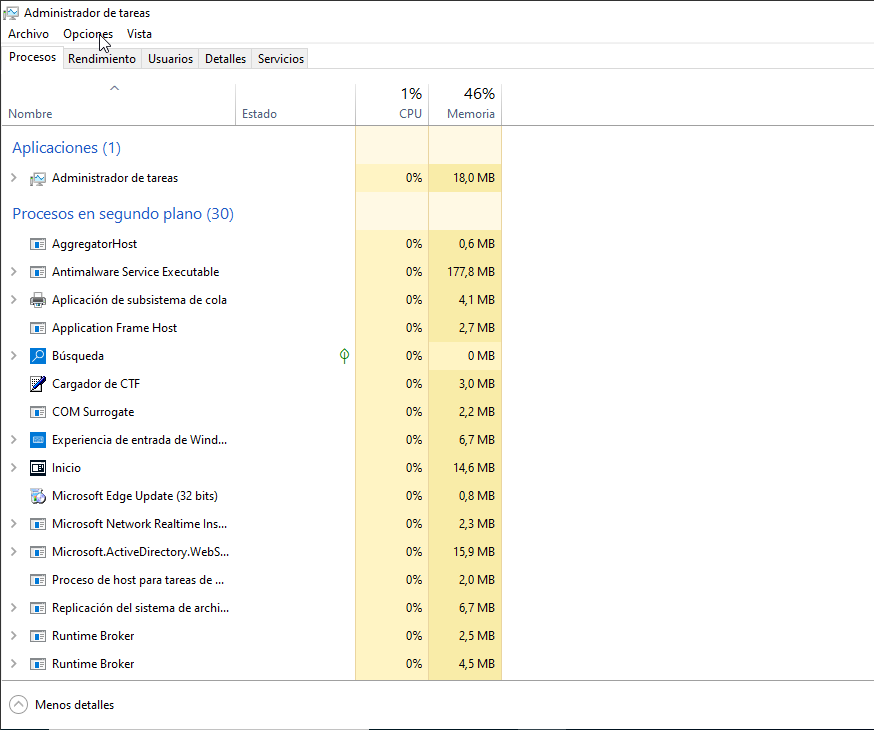 Administrador de tareas
Archivo Opciones Vista
Procesos Rendimiento Usuarios Detalles Servicios
1% 46%
Nombre Estado CPU Memoria
Aplicaciones (1)
Administrador de tareas 0% 18,0 MB
Procesos en segundo plano (30)
AggregatorHost 0% 0,6 MB
Antimalware Service Executable 0% 177,8 MB
Aplicación de subsistema de cola 0% 4,1 MB
Application Frame Host 0% 2,7 MB
Búsqueda 0% 0 MB
Cargador de CTF 0% 3,0 MB
COM Surrogate 0% 2,2 MB
Experiencia de entrada de Wind... 0% 6,7 MB
Inicio 0% 14,6 MB
Microsoft Edge Update (32 bits) 0% 0,8 MB
Microsoft Network Realtime Ins... 0% 2,3 MB
Microsoft.ActiveDirectory.WebS... 0% 15,9 MB
Proceso de host para tareas de ... 0% 2,0 MB
Replicación del sistema de archi... 0% 6,7 MB
Runtime Broker 0% 2,5 MB
Runtime Broker 0% 4,5 MB
Menos detalles